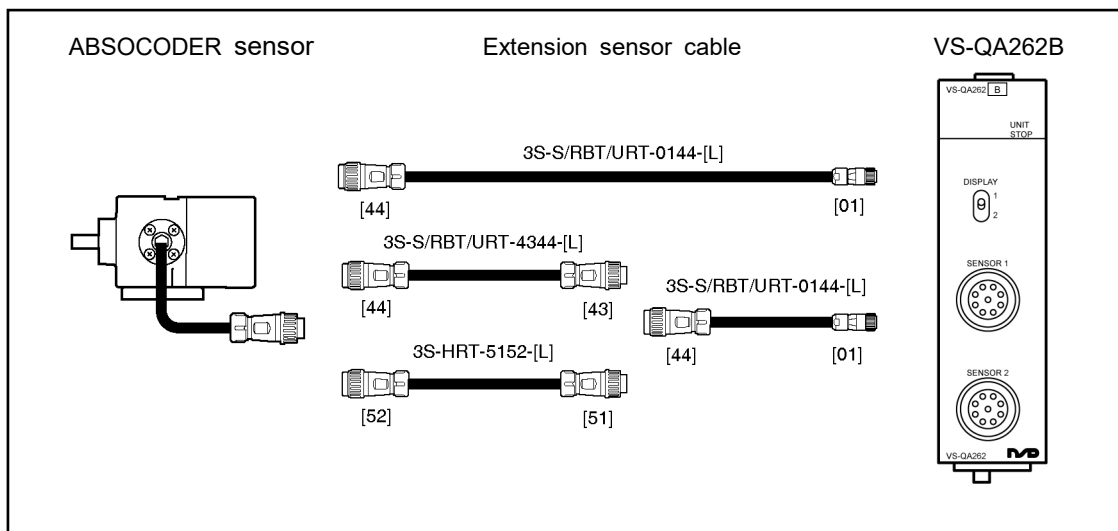 ABSOCODER sensor
Extension sensor cable
VS-QA262B
3S-S/RBT/URT-0144-[L]
[44]
[01]
3S-S/RBT/URT-4344-[L]
[44]
[43]
3S-S/RBT/URT-0144-[L]
[44]
[01]
3S-HRT-5152-[L]
[52]
[51]
VS-QA262 B
UNIT
STOP
DISPLAY
1
2
SENSOR 1
SENSOR 2
VS-QA262 NSD